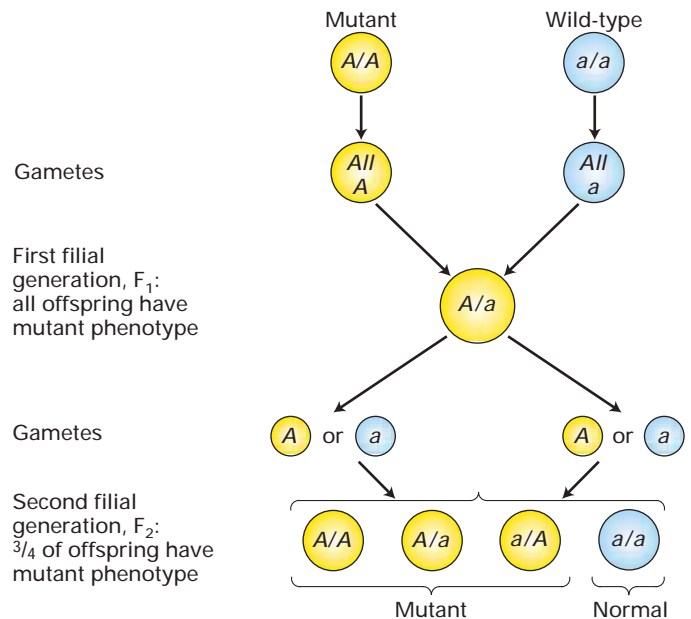 Mutant
Wild-type
A/A
a/a
Gametes
All
A
All
a
First filial
generation, F₁:
all offspring have
mutant phenotype
A/a
Gametes
A or a
A or a
Second filial
generation, F₂:
³/₄ of offspring have
mutant phenotype
A/A
A/a
a/A
a/a
Mutant
Normal